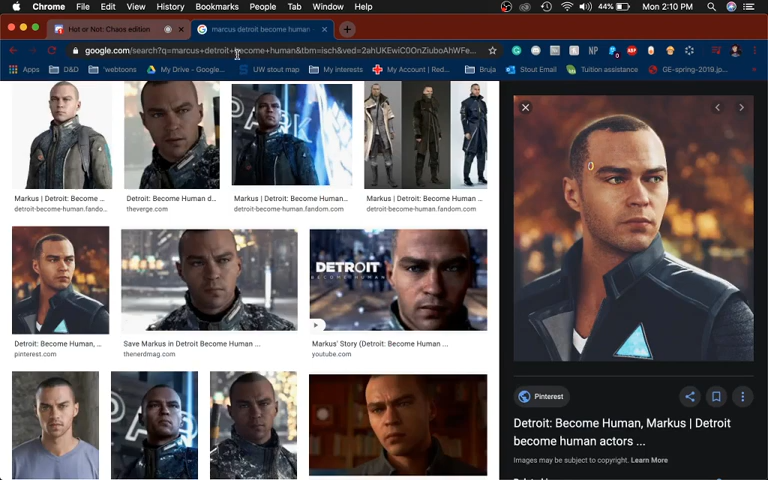 Chrome File Edit View History Bookmarks People Tab Window Help 44% Mon 2:10 PM
Hot or Not: Chaos edition
marcus detroit become human
google.com/search?q=marcus+detroit+become+human&tbm=isch&ved=2ahUKEwiC0OnZiuboAhWFe...
Apps D&D 'webtoons My Drive - Google... UW stout map My interests My Account | Red... Bruja Stout Email Tuition assistance GE-spring-2019.jp...
Markus | Detroit: Become ...
detroit-become-human.fando...
Detroit: Become Human d...
theverge.com
Markus | Detroit: Become Human...
detroit-become-human.fandom.com
Markus | Detroit: Become Human ...
detroit-become-human.fandom.com
DETROIT
BECOME HUMAN
Detroit: Become Human, ...
pinterest.com
Save Markus in Detroit Become Human ...
thenerdmag.com
Markus' Story (Detroit: Become Human ...
youtube.com
Pinterest
Detroit: Become Human, Markus | Detroit
become human actors ...
Images may be subject to copyright. Learn More